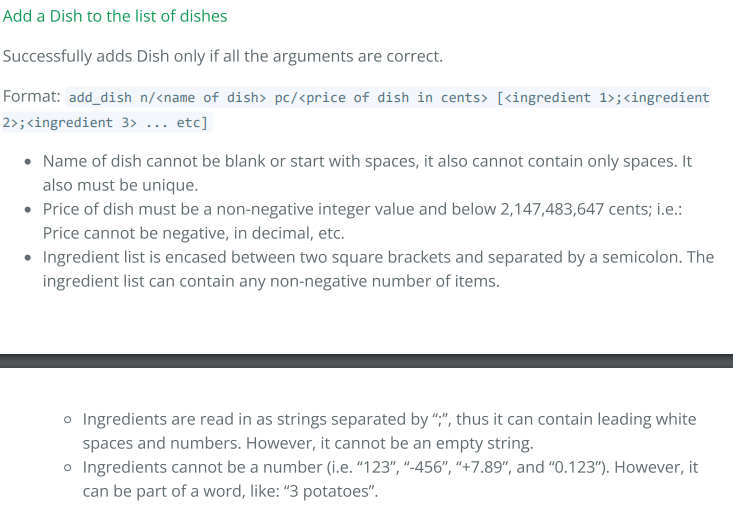 Add a Dish to the list of dishes
Successfully adds Dish only if all the arguments are correct.
Format: add_dish n/<name of dish> pc/<price of dish in cents> [<ingredient 1>;<ingredient
2>;<ingredient 3> ... etc]
• Name of dish cannot be blank or start with spaces, it also cannot contain only spaces. It
also must be unique.
• Price of dish must be a non-negative integer value and below 2,147,483,647 cents; i.e.:
Price cannot be negative, in decimal, etc.
• Ingredient list is encased between two square brackets and separated by a semicolon. The
ingredient list can contain any non-negative number of items.
◦ Ingredients are read in as strings separated by “;”, thus it can contain leading white
spaces and numbers. However, it cannot be an empty string.
◦ Ingredients cannot be a number (i.e. “123”, “-456”, “+7.89”, and “0.123”). However, it
can be part of a word, like: “3 potatoes”.